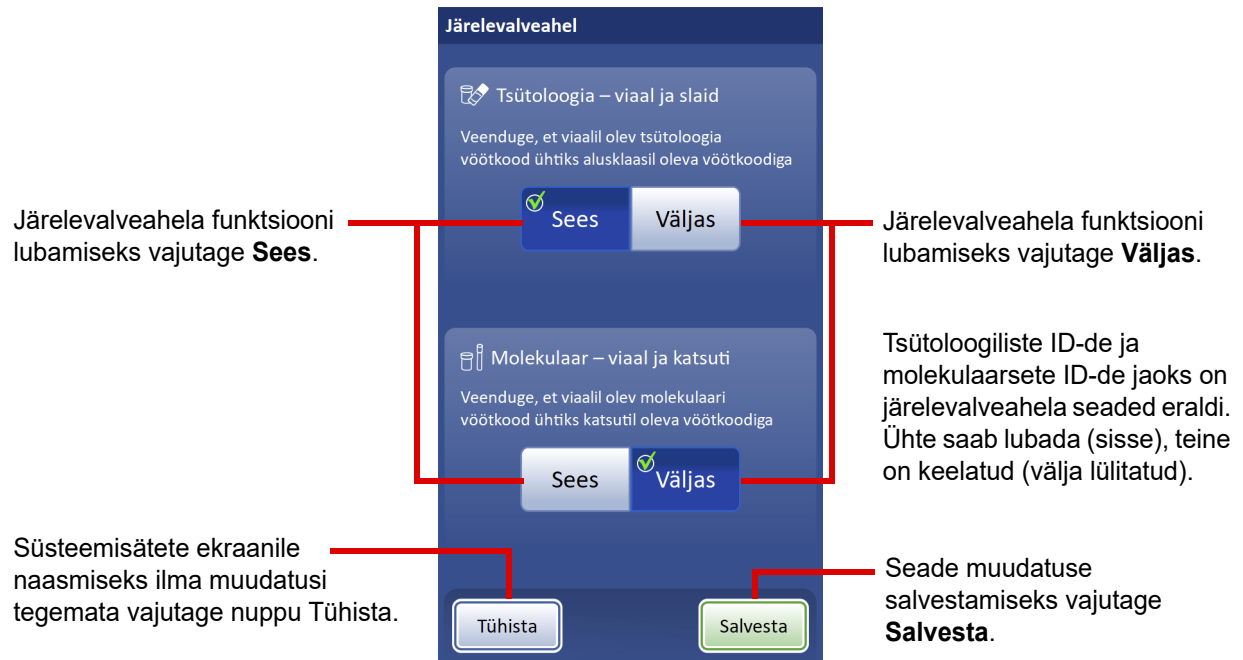 Järelevalveahel
Tsütoloogia – viaal ja slaid
Veenduge, et viaalil olev tsütoloogia
vöötkood ühtiks alusklaasil oleva vöötkoodiga
Sees
Väljas
Järelevalveahela funktsiooni
lubamiseks vajutage Sees.
Järelevalveahela funktsiooni
lubamiseks vajutage Väljas.
Molekulaar – viaal ja katsuti
Veenduge, et viaalil olev molekulaari
vöötkood ühtiks katsutil oleva vöötkoodiga
Sees
Väljas
Tsütoloogiliste ID-de ja
molekulaarsete ID-de jaoks on
järelevalveahela seaded eraldi.
Ühte saab lubada (sisse), teine
on keelatud (välja lülitatud).
Süsteemisätete ekraanile
naasmiseks ilma muudatusi
tegemata vajutage nuppu Tühista.
Tühista
Salvesta
Seade muudatuse
salvestamiseks vajutage
Salvesta.